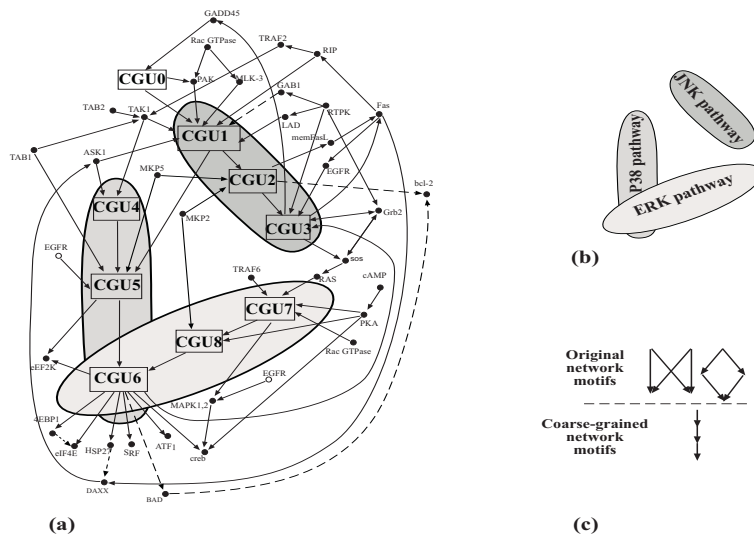 GADD45
Rac GTPase
TRAF2
RIP
CGU0
PAK
MLK-3
GAB1
Fas
TAB2
TAK1
RTPK
LAD
CGU1
memFasL
TAB1
ASK1
MKP5
CGU2
EGFR
bcl-2
CGU4
MKP2
CGU3
Grb2
EGFR
sos
CGU5
TRAF6
RAS
cAMP
CGU7
PKA
CGU8
Rac GTPase
eEF2K
CGU6
EGFR
MAPK1,2
4EBP1
eIF4E
HSP27
SRF
ATF1
creb
DAXX
BAD
(a)
JNK pathway
P38 pathway
ERK pathway
(b)
Original
network
motifs
Coarse-grained
network
motifs
(c)